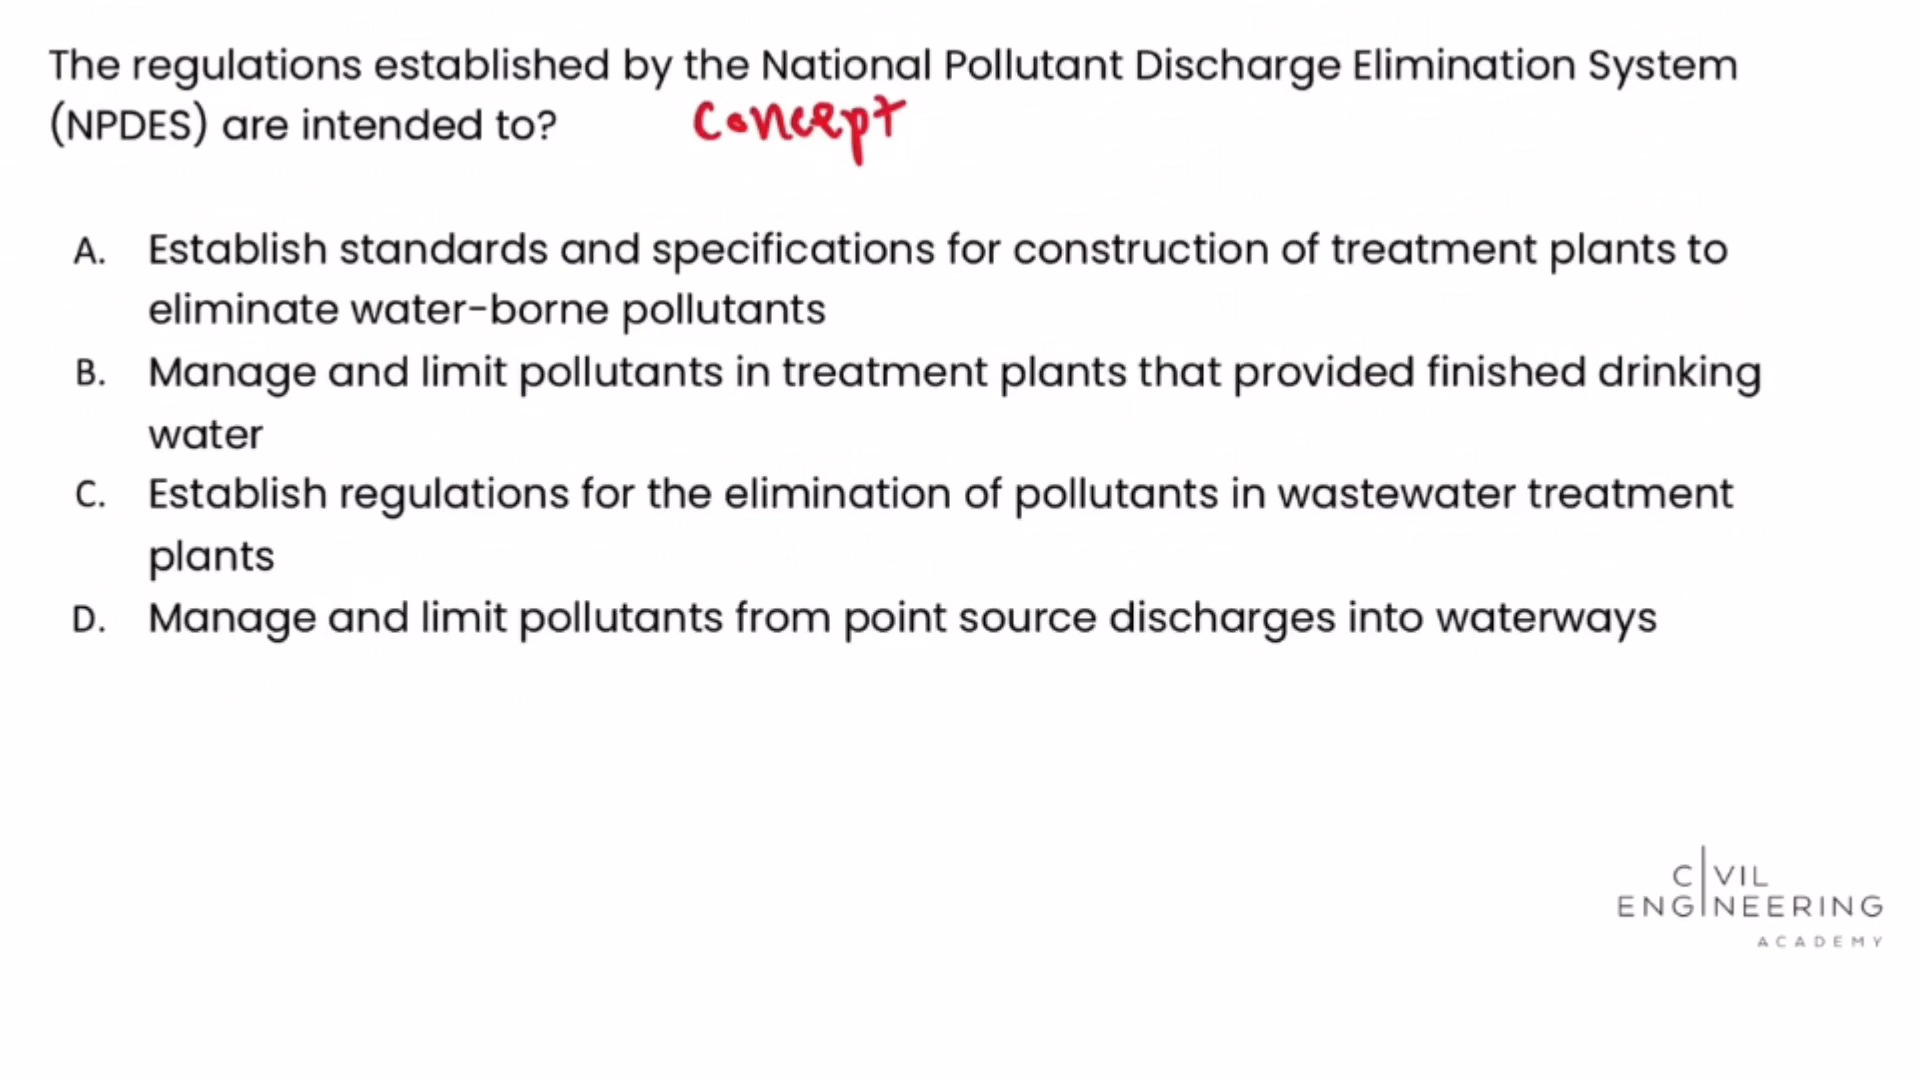 The regulations established by the National Pollutant Discharge Elimination System
(NPDES) are intended to? Concept
A. Establish standards and specifications for construction of treatment plants to
eliminate water-borne pollutants
B. Manage and limit pollutants in treatment plants that provided finished drinking
water
C. Establish regulations for the elimination of pollutants in wastewater treatment
plants
D. Manage and limit pollutants from point source discharges into waterways
CIVIL
ENGINEERING
ACADEMY